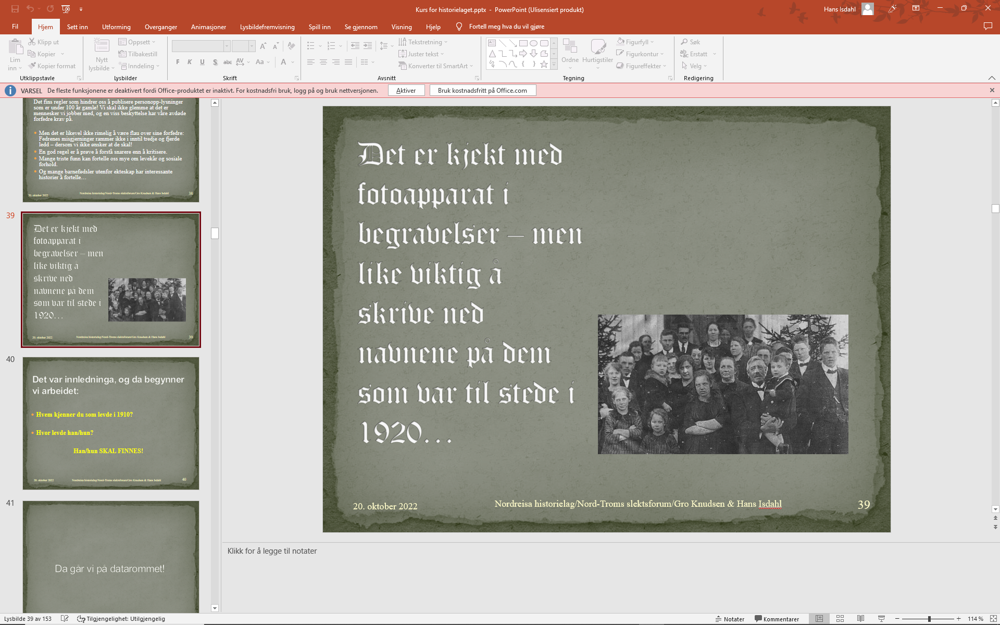 Kurs for historielaget.pptx - PowerPoint (Ulisensiert produkt)
Hans Isdahl
Fil
Hjem
Sett inn
Utforming
Overganger
Animasjoner
Lysbildefremvisning
Spill inn
Se gjennom
Visning
Hjelp
Fortell meg hva du vil gjøre
Lim inn
Klipp ut
Kopier
Kopier format
Utklippstavle
Nytt lysbilde
Oppsett
Tilbakestill
Inndeling
Lysbilder
F K U S abc AV Aa A
Skrift
Tekstretning
Juster tekst
Konverter til SmartArt
Avsnitt
Ordne
Hurtigstiler
Figurfyll
Figurkontur
Figureffekter
Tegning
Søk
Erstatt
Velg
Redigering
VARSEL De fleste funksjonene er deaktivert fordi Office-produktet er inaktivt. For kostnadsfri bruk, logg på og bruk nettversjonen.
Aktiver
Bruk kostnadsfritt på Office.com
Det fins regler som hindrer oss å publisere personopp-lysninger
som er under 100 år gamle! Vi skal ikke glemme at det er
mennesker vi jobber med, og en viss beskyttelse har våre avdøde
forfedre krav på.
Men det er likevel ikke rimelig å være flau over sine forfedre:
Fedrenes misgjerninger rammer ikke i inntil tredje og fjerde
ledd – dersom vi ikke ønsker at de skal!
En god regel er å prøve å forstå snarere enn å kritisere.
Mange triste funn kan fortelle oss mye om levekår og sosiale
forhold.
Og mange barnefødsler utenfor ekteskap har interessante
historier å fortelle…
20. oktober 2022
Nordreisa historielag/Nord-Troms slektsforum/Gro Knudsen & Hans Isdahl
38
39
Det er kjekt med
fotoapparat i
begravelser – men
like viktig å
skrive ned
navnene på dem
som var til stede i
1920…
20. oktober 2022
Nordreisa historielag/Nord-Troms slektsforum/Gro Knudsen & Hans Isdahl
39
40
Det var innledninga, og da begynner
vi arbeidet:
Hvem kjenner du som levde i 1910?
Hvor levde han/hun?
Han/hun SKAL FINNES!
20. oktober 2022
Nordreisa historielag/Nord-Troms slektsforum/Gro Knudsen & Hans Isdahl
40
41
Da går vi på datarommet!
Det er kjekt med
fotoapparat i
begravelser – men
like viktig å
skrive ned
navnene på dem
som var til stede i
1920…
20. oktober 2022
Nordreisa historielag/Nord-Troms slektsforum/Gro Knudsen & Hans Isdahl
39
Klikk for å legge til notater
Lysbilde 39 av 153
Tilgjengelighet: Utilgjengelig
Notater
Kommentarer
114 %